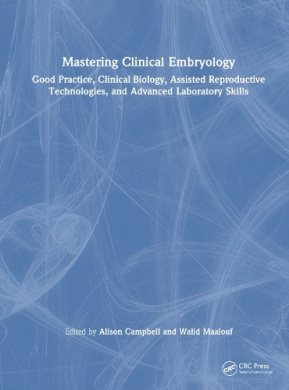 Mastering Clinical Embryology
Good Practice, Clinical Biology, Assisted Reproductive
Technologies, and Advanced Laboratory Skills
Edited by Alison Campbell and Walid Maalouf
CRC
CRC Press